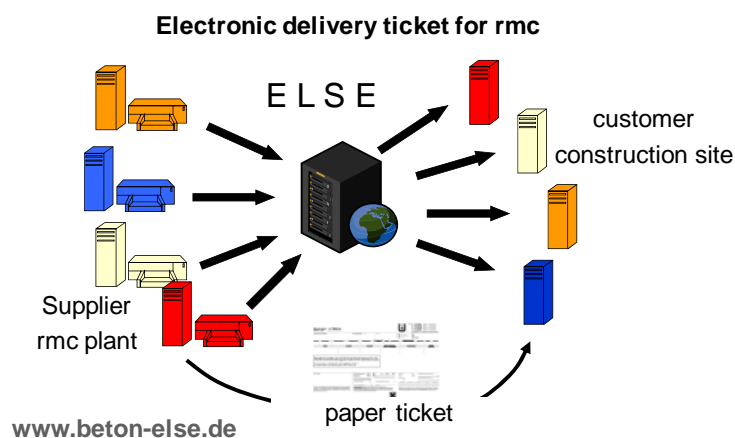 Electronic delivery ticket for rmc
E L S E
customer
construction site
Supplier
rmc plant
paper ticket
www.beton-else.de